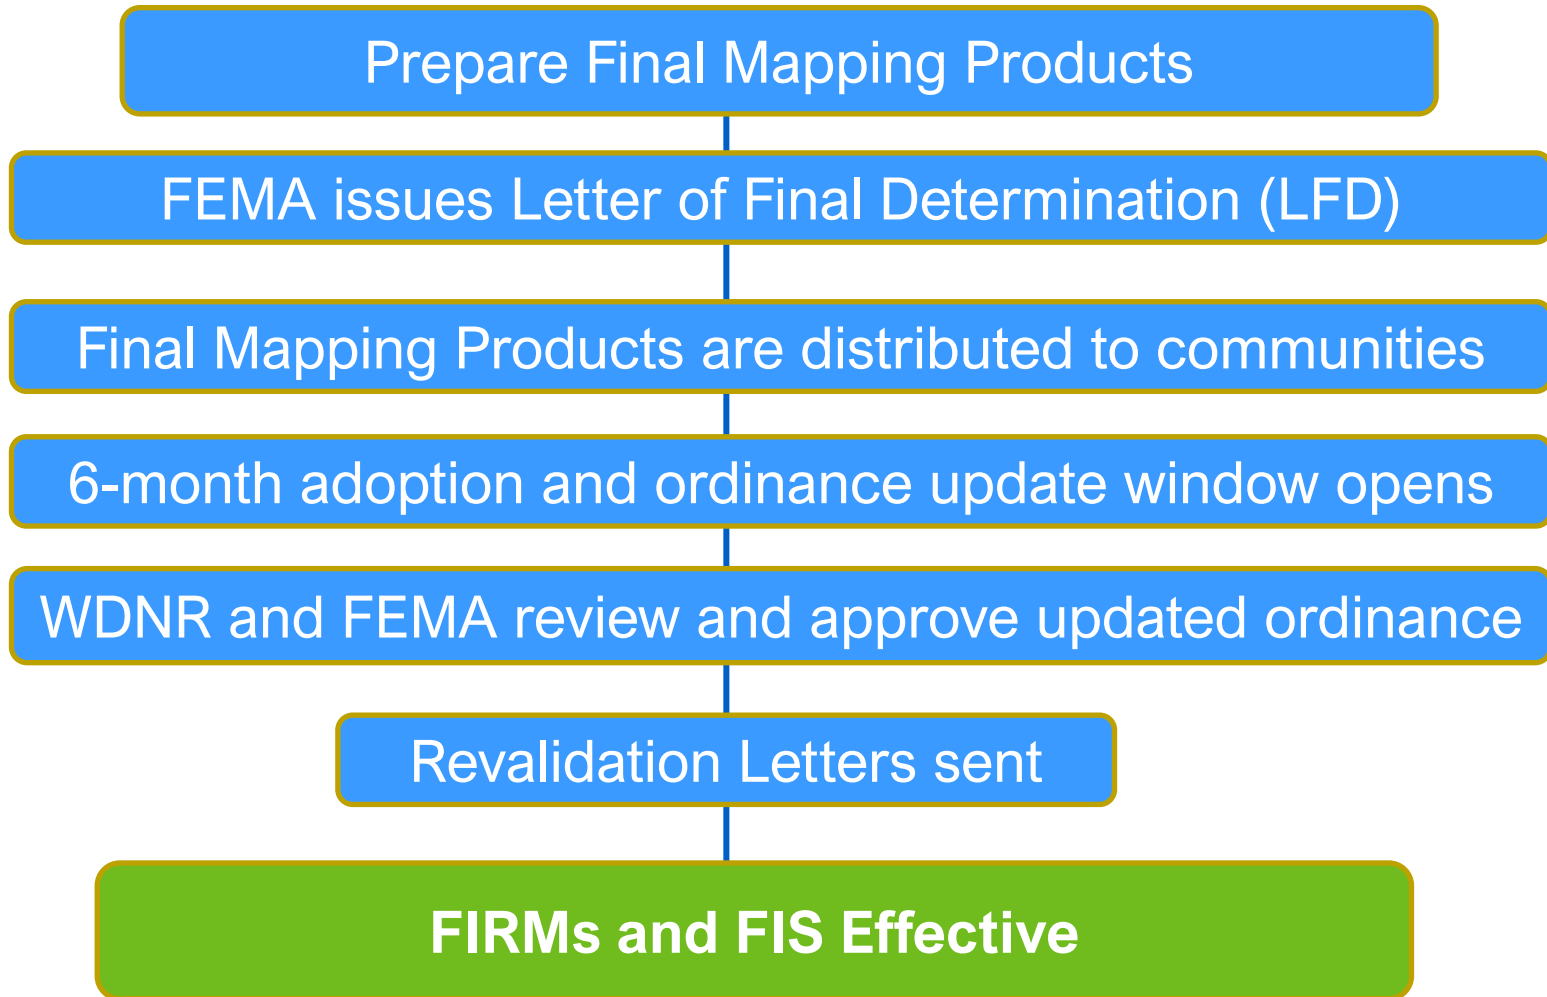 Prepare Final Mapping Products
FEMA issues Letter of Final Determination (LFD)
Final Mapping Products are distributed to communities
6-month adoption and ordinance update window opens
WDNR and FEMA review and approve updated ordinance
Revalidation Letters sent
FIRMs and FIS Effective